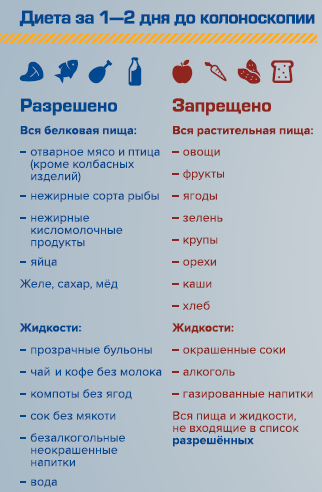 Диета за 1—2 дня до колоноскопии
Разрешено
Вся белковая пища:
– отварное мясо и птица
(кроме колбасных
изделий)
– нежирные сорта рыбы
– нежирные
кисломолочные
продукты
– яйца
Желе, сахар, мёд
Жидкости:
– прозрачные бульоны
– чай и кофе без молока
– компоты без ягод
– сок без мякоти
– безалкогольные
неокрашенные
напитки
– вода
Запрещено
Вся растительная пища:
– овощи
– фрукты
– ягоды
– зелень
– крупы
– орехи
– каши
– хлеб
Жидкости:
– окрашенные соки
– алкоголь
– газированные напитки
Вся пища и жидкости,
не входящие в список
разрешённых